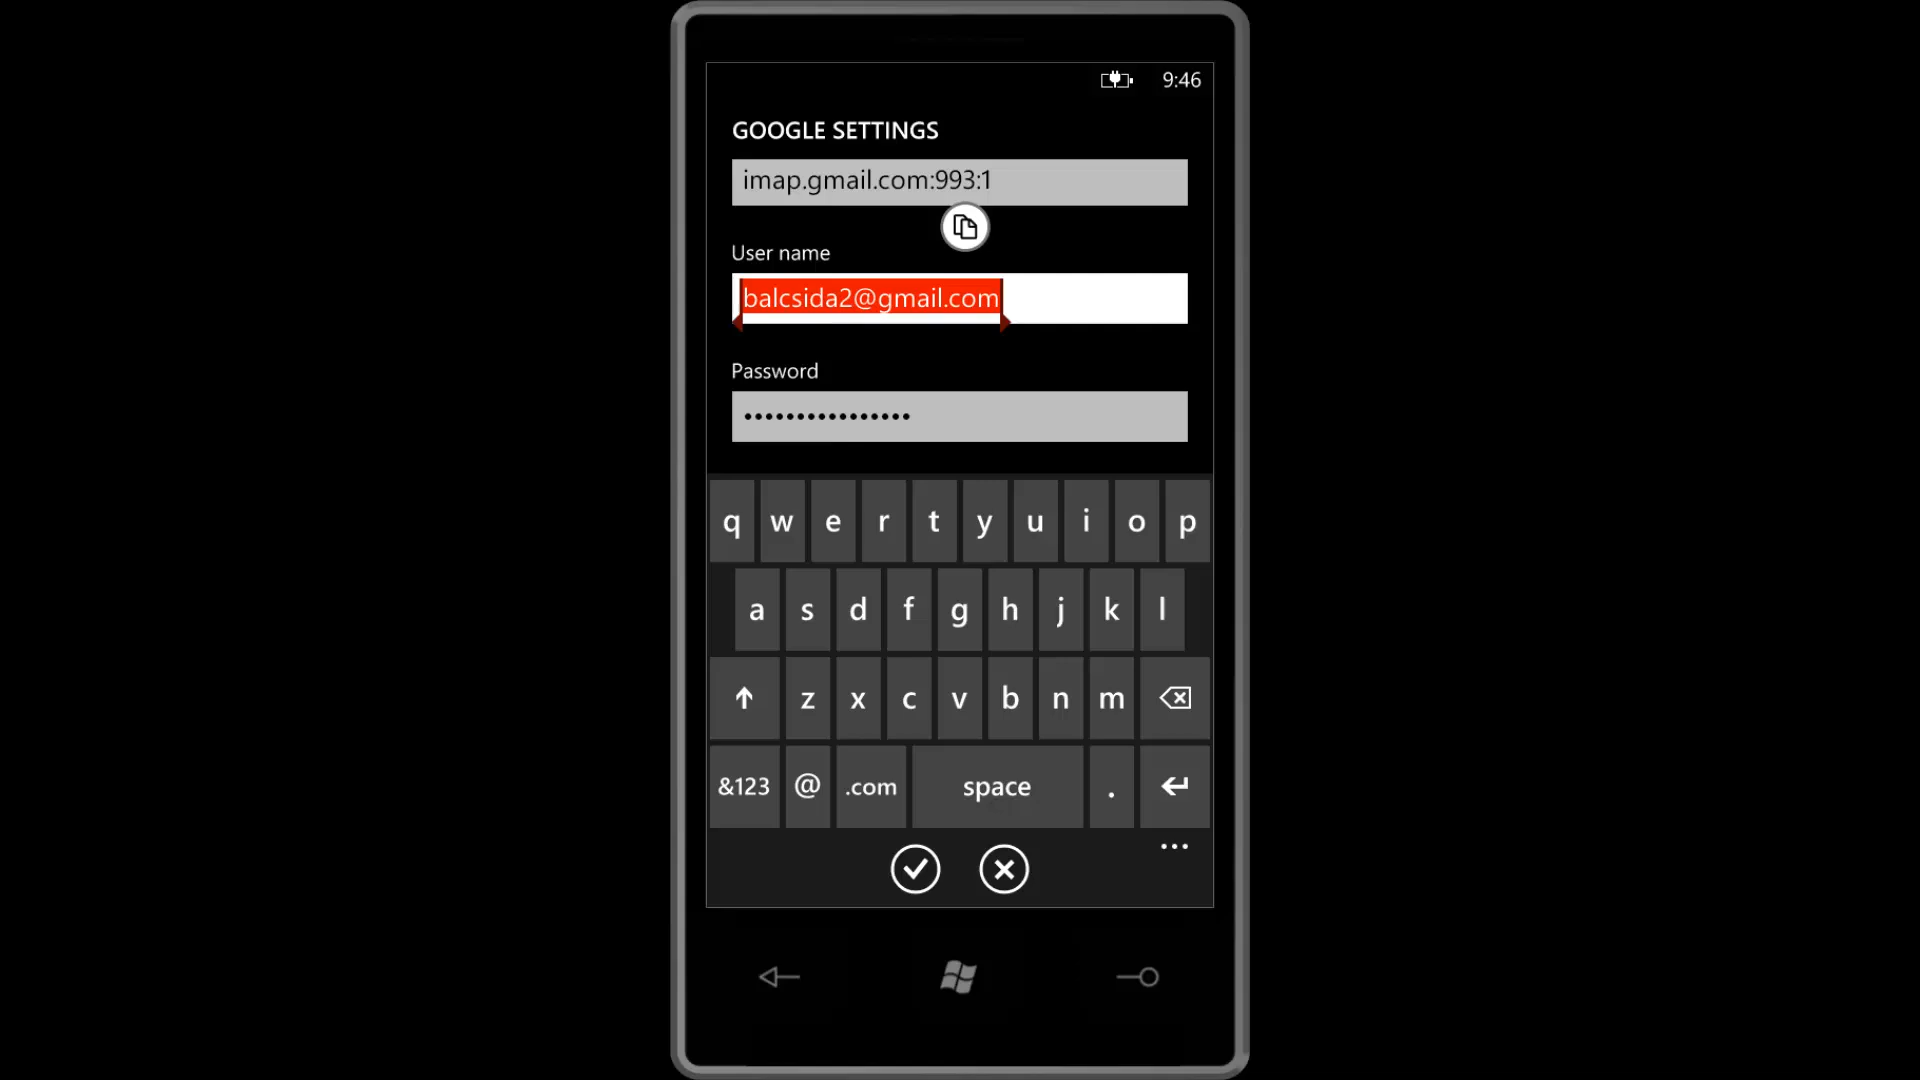 9:46
GOOGLE SETTINGS
imap.gmail.com:993:1
User name
balcsida2@gmail.com
Password
••••••••••••••••
q w e r t y u i o p
a s d f g h j k l
z x c v b n m
&123 @ .com space .